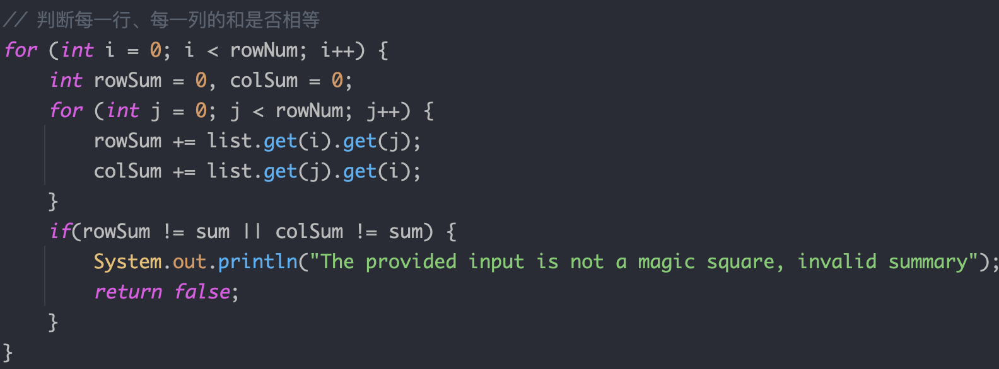 // 判断每一行、每一列的和是否相等
for (int i = 0; i < rowNum; i++) {
    int rowSum = 0, colSum = 0;
    for (int j = 0; j < rowNum; j++) {
        rowSum += list.get(i).get(j);
        colSum += list.get(j).get(i);
    }
    if(rowSum != sum || colSum != sum) {
        System.out.println("The provided input is not a magic square, invalid summary");
        return false;
    }
}